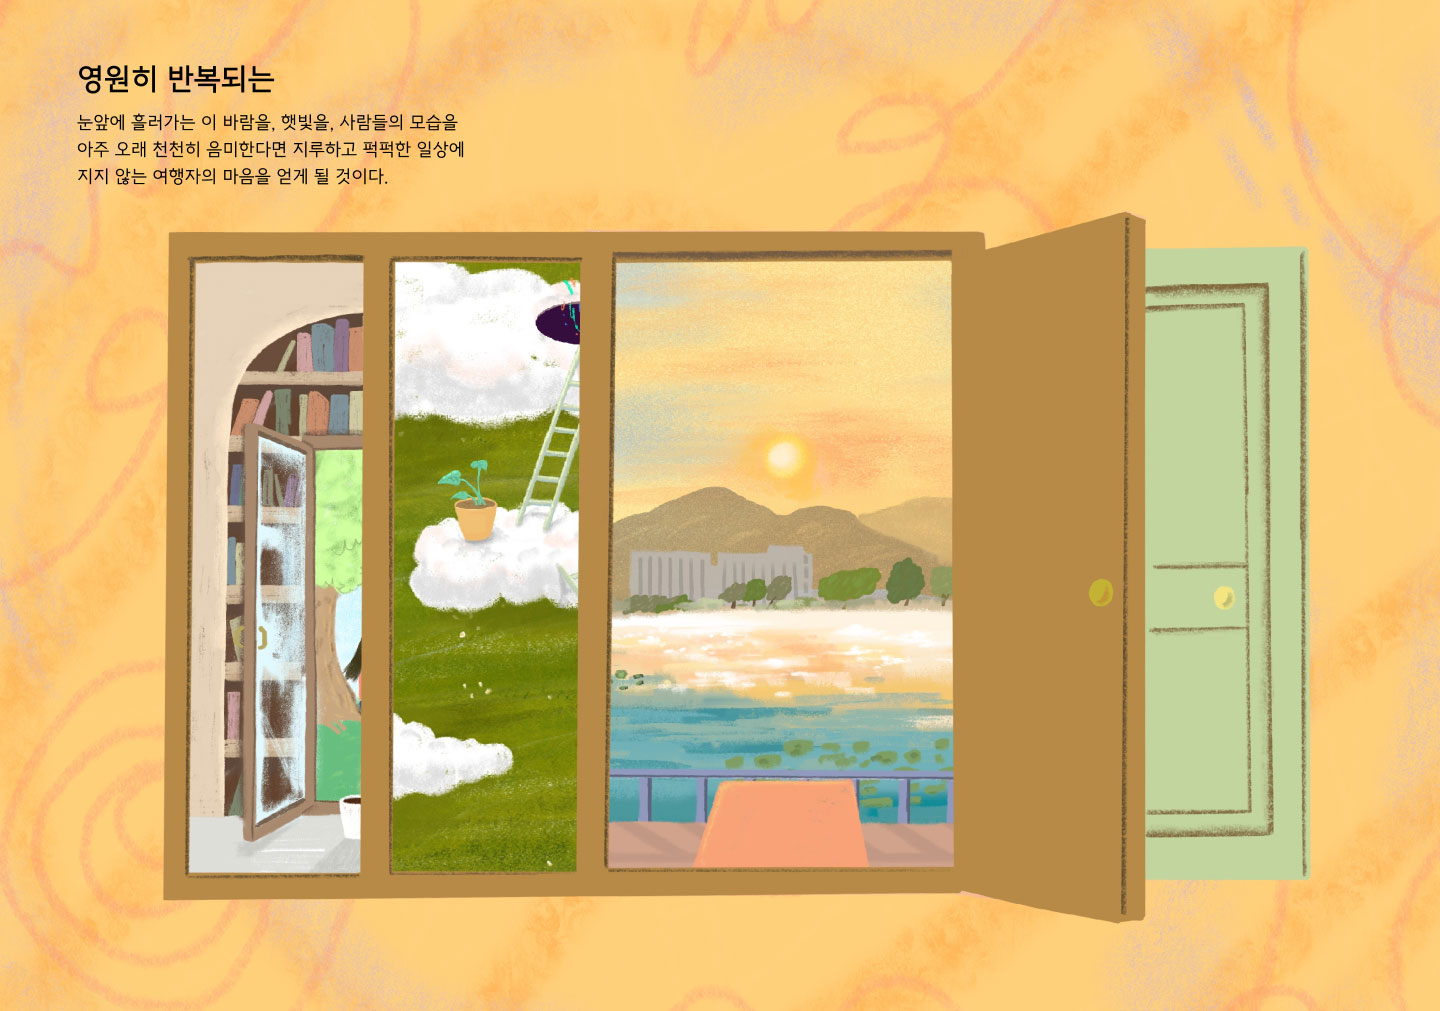 영원히 반복되는
눈앞에 흘러가는 이 바람을, 햇빛을, 사람들의 모습을
아주 오래 천천히 음미한다면 지루하고 퍽퍽한 일상에
지지 않는 여행자의 마음을 얻게 될 것이다.